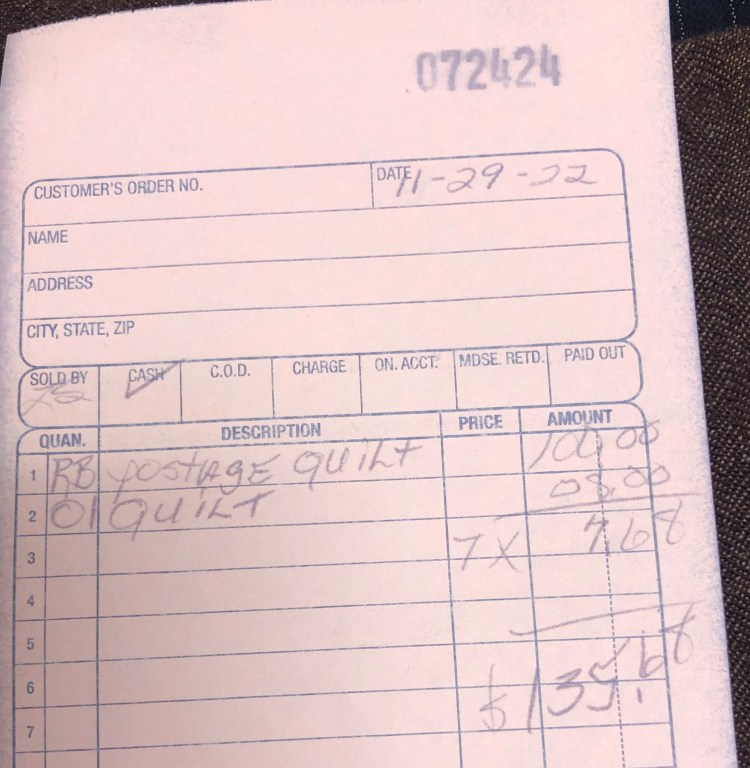 072424
CUSTOMER'S ORDER NO. DATE 11-29-22
NAME
ADDRESS
CITY, STATE, ZIP
SOLD BY CASH C.O.D. CHARGE ON. ACCT. MDSE. RETD. PAID OUT
QUAN. DESCRIPTION PRICE AMOUNT
1 RB POSTAGE QUILT 100.00
2 01 QUILT 08.00
3 TX 7.68
4
5
6 $135.68
7